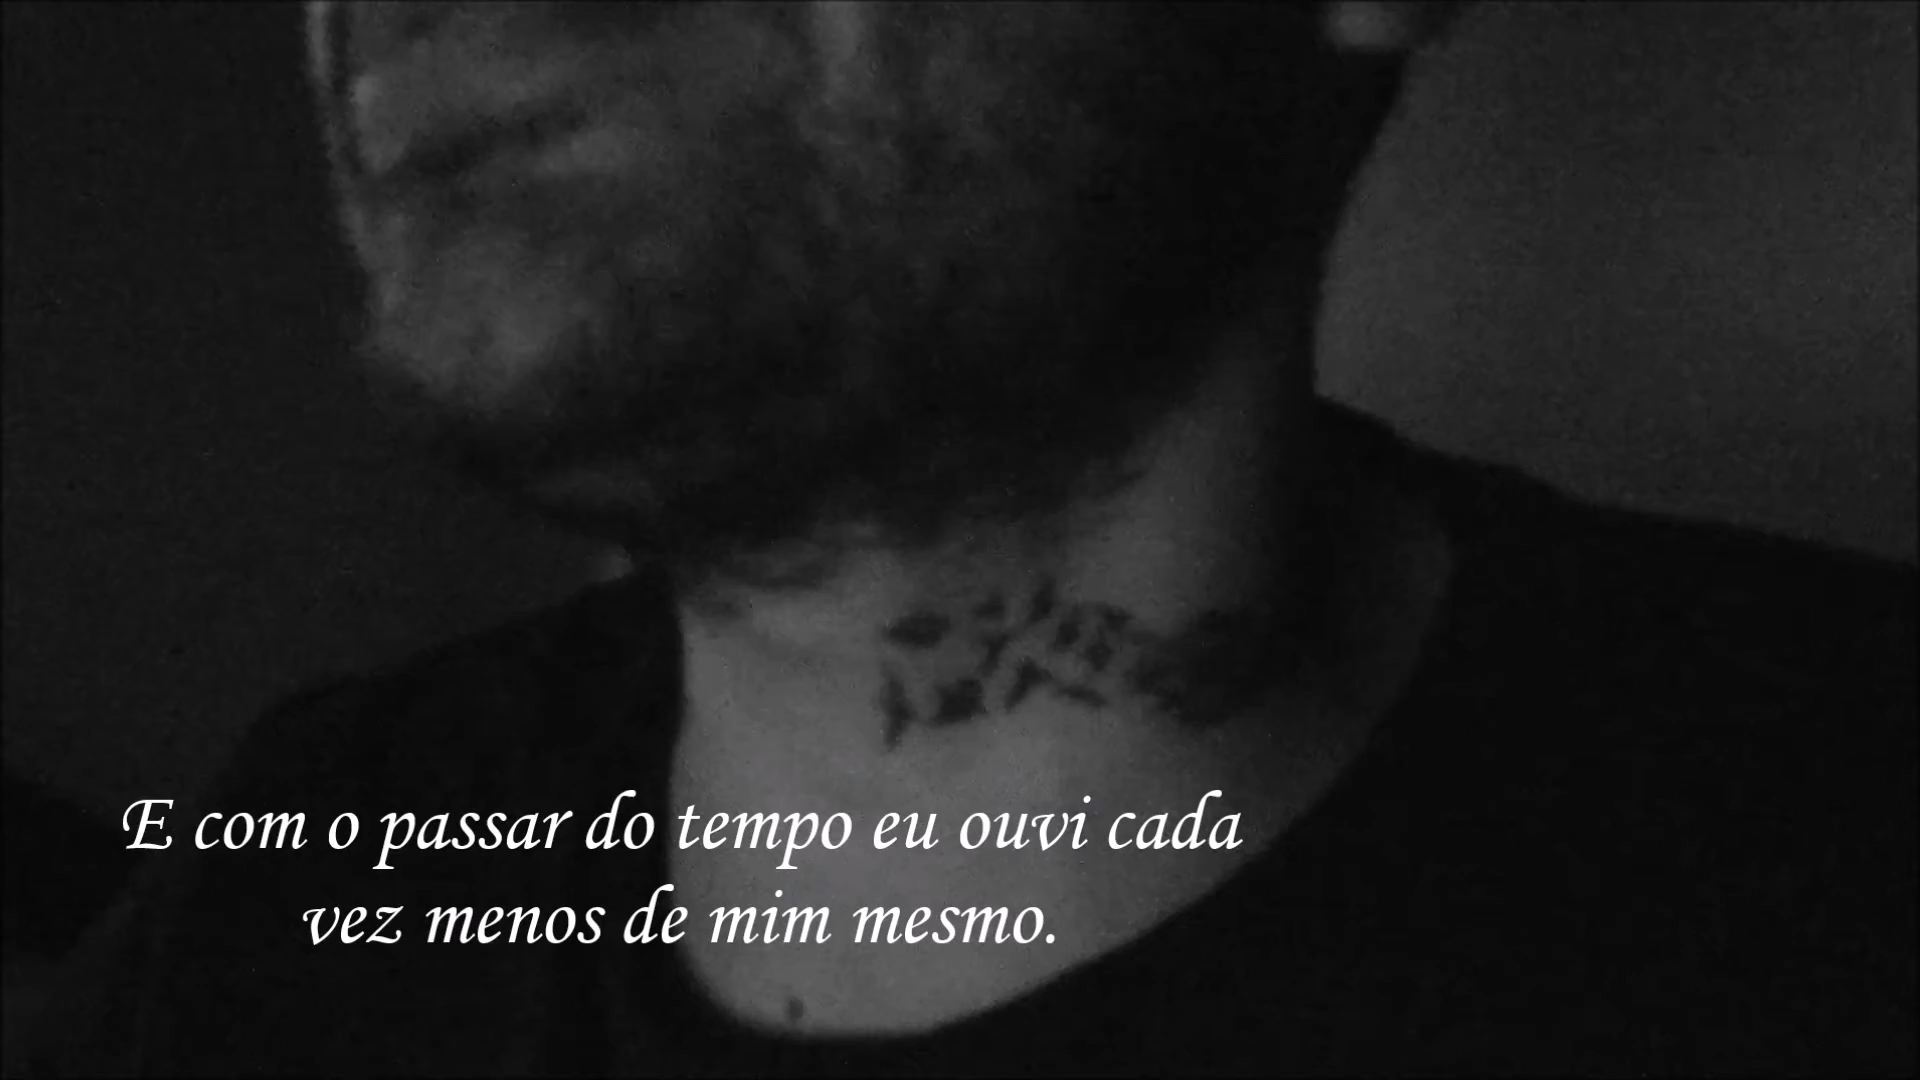 E com o passar do tempo eu ouvi cada
vez menos de mim mesmo.